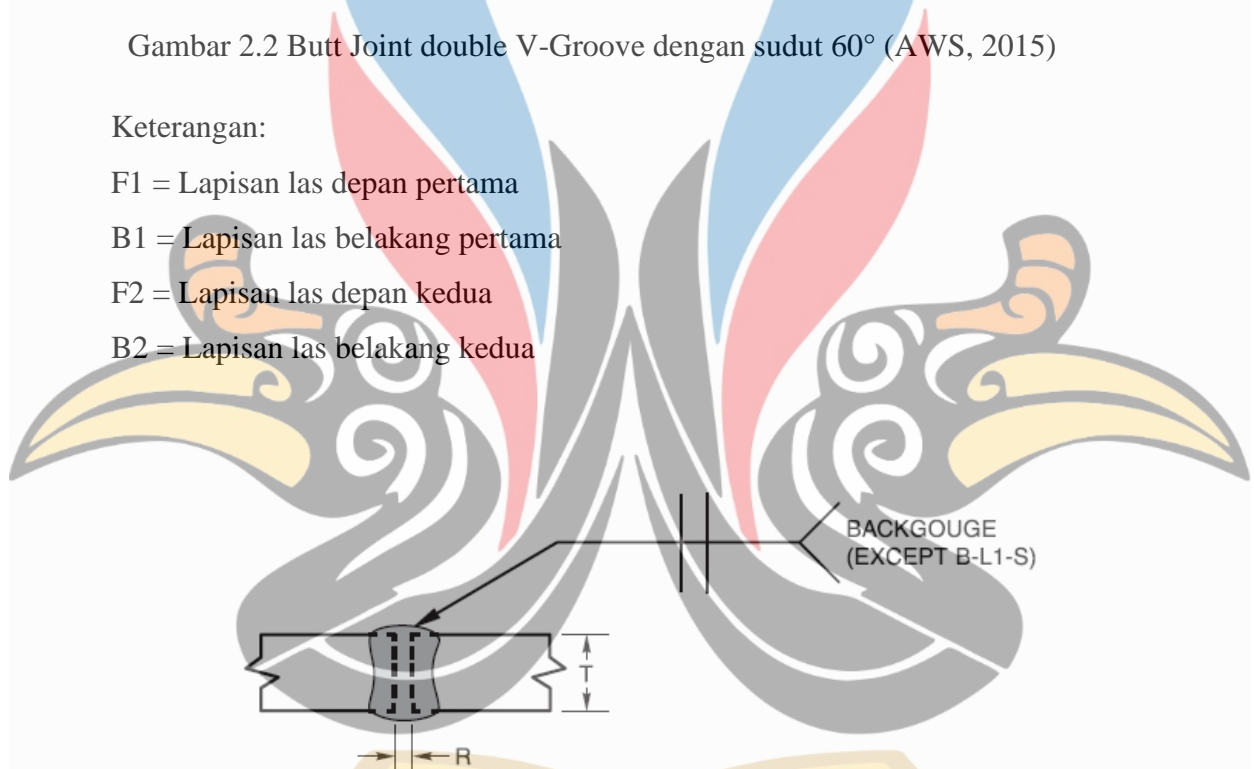 Gambar 2.2 Butt Joint double V-Groove dengan sudut 60° (AWS, 2015)
Keterangan:
F1 = Lapisan las depan pertama
B1 = Lapisan las belakang pertama
F2 = Lapisan las depan kedua
B2 = Lapisan las belakang kedua
BACKGOUGE
(EXCEPT B-L1-S)
T
R